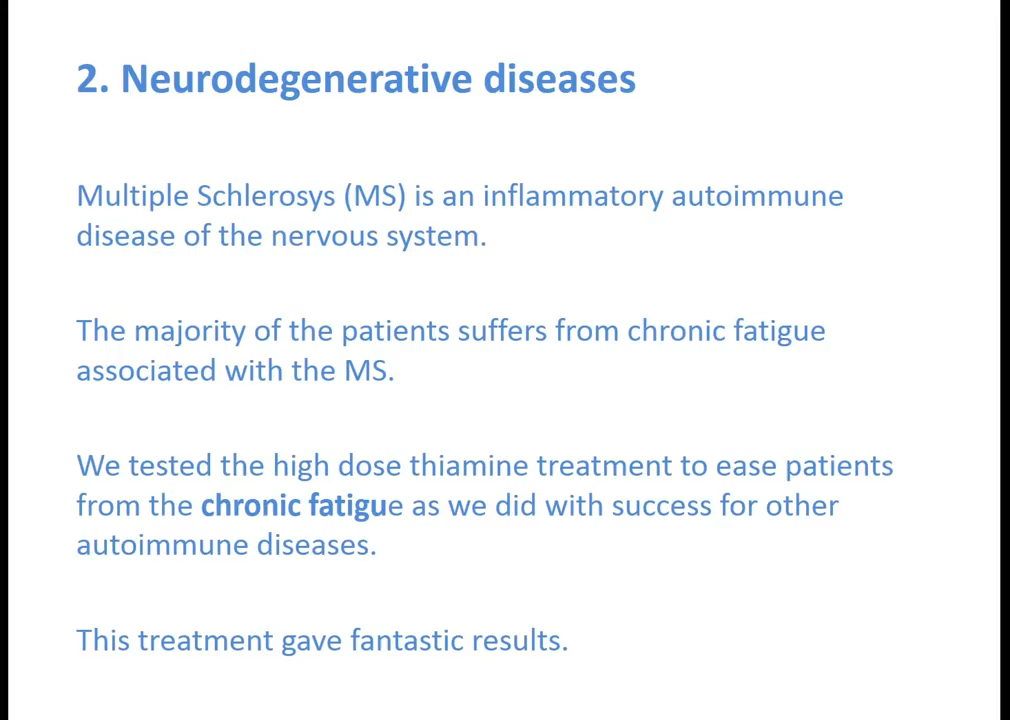 2. Neurodegenerative diseases
Multiple Schlerosys (MS) is an inflammatory autoimmune
disease of the nervous system.
The majority of the patients suffers from chronic fatigue
associated with the MS.
We tested the high dose thiamine treatment to ease patients
from the chronic fatigue as we did with success for other
autoimmune diseases.
This treatment gave fantastic results.